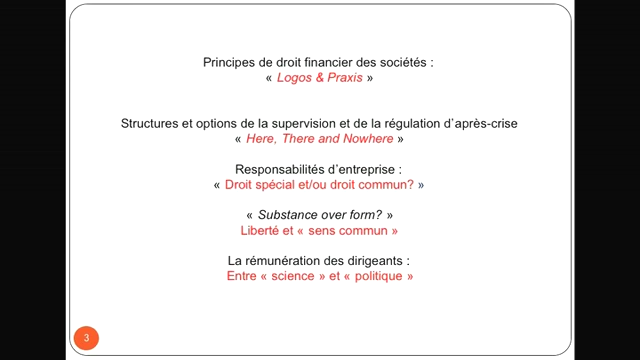 Principes de droit financier des sociétés :
« Logos & Praxis »
Structures et options de la supervision et de la régulation d'après-crise
« Here, There and Nowhere »
Responsabilités d'entreprise :
« Droit spécial et/ou droit commun? »
« Substance over form? »
Liberté et « sens commun »
La rémunération des dirigeants :
Entre « science » et « politique »
3